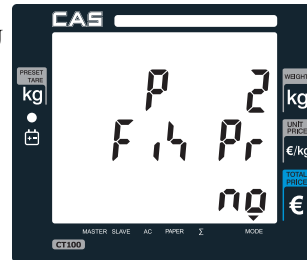 CAS
PRESET
TARE
kg
P 2
WEIGHT
kg
Fih Pr
UNIT
PRICE
€/kg
no
TOTAL
PRICE
€
MASTER SLAVE AC PAPER Σ MODE
CT100